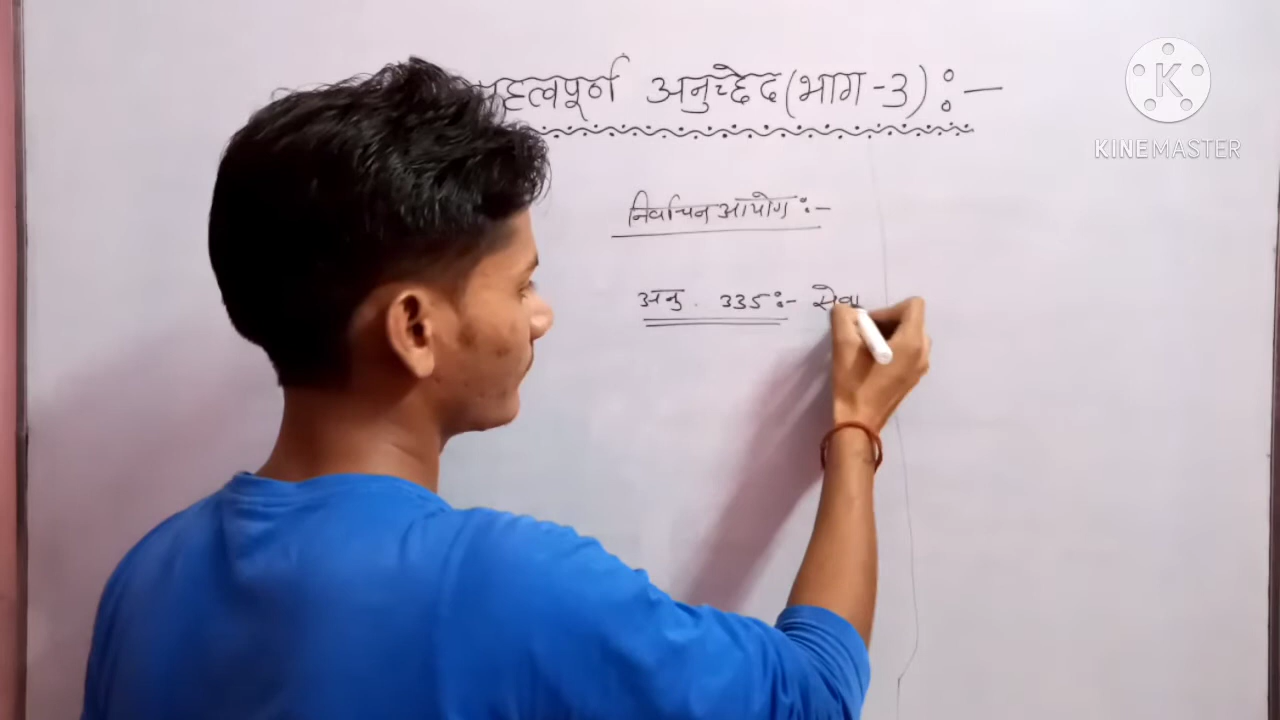 महत्वपूर्ण अनुच्छेद (भाग -3) :-
K
KINEMASTER
निर्वाचन आयोग :-
अनु. 335 :- सेवा